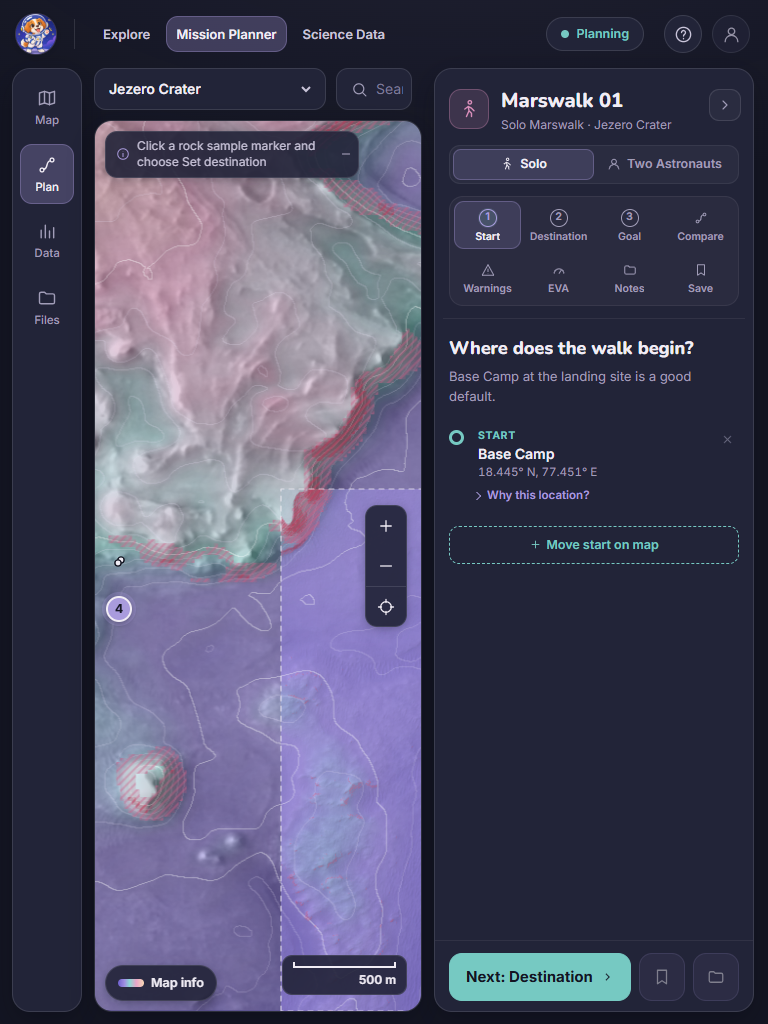 Explore
Mission Planner
Science Data
Planning
Map
Plan
Data
Files
Jezero Crater
Sear
Click a rock sample marker and
choose Set destination
4
Map info
500 m
Marswalk 01
Solo Marswalk · Jezero Crater
Solo
Two Astronauts
1
Start
2
Destination
3
Goal
Compare
Warnings
EVA
Notes
Save
Where does the walk begin?
Base Camp at the landing site is a good
default.
START
Base Camp
18.445° N, 77.451° E
Why this location?
+ Move start on map
Next: Destination